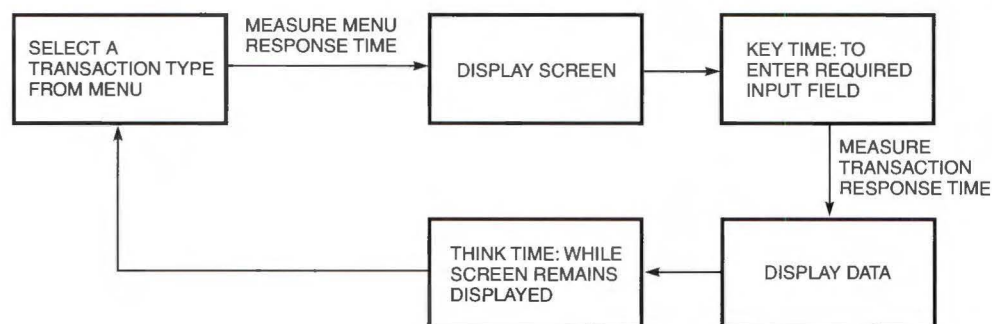 SELECT A
TRANSACTION TYPE
FROM MENU
MEASURE MENU
RESPONSE TIME
DISPLAY SCREEN
KEY TIME: TO
ENTER REQUIRED
INPUT FIELD
MEASURE
TRANSACTION
RESPONSE TIME
DISPLAY DATA
THINK TIME: WHILE
SCREEN REMAINS
DISPLAYED